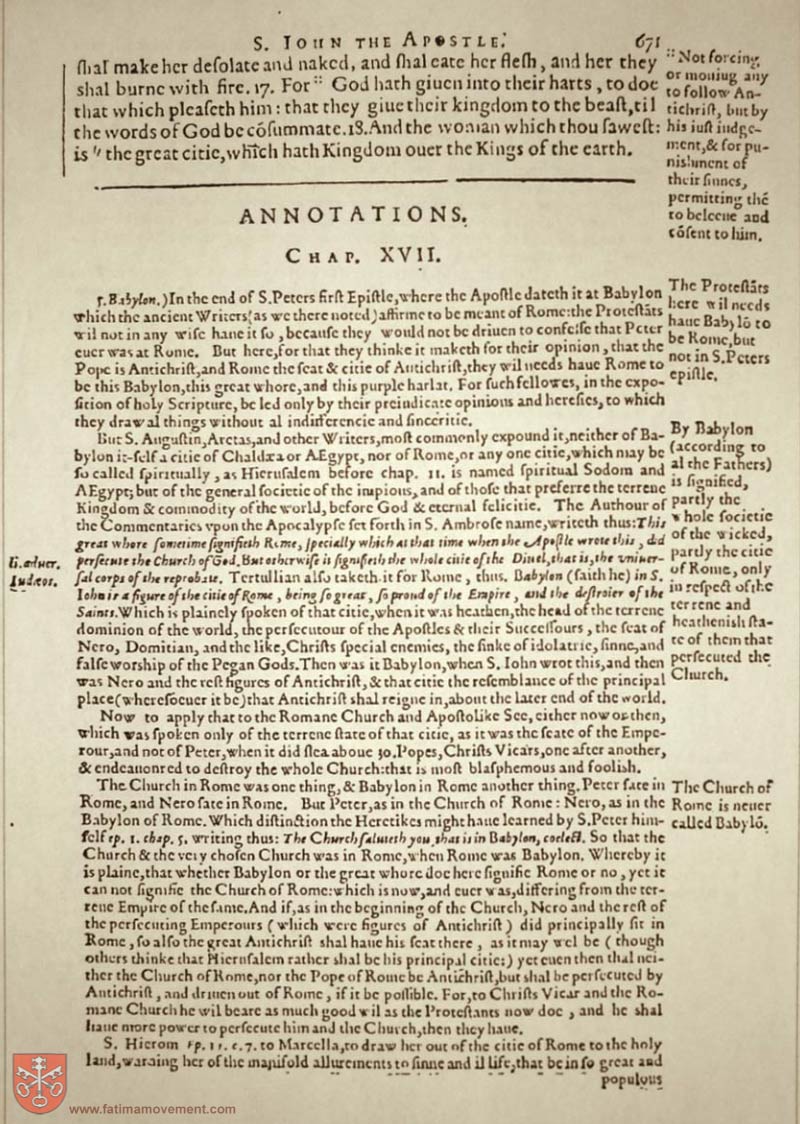 S. IOHN THE APOSTLE.
671
ſhal make her deſolate and naked, and ſhal eate her fleſh, and her they
shal burne with fire. 17. For :: God hath giuen into their harts, to doe
that which pleaſeth him: that they giue their kingdom to the beaſt, til
the words of God be cõſummate. 18. And the woman which thou ſaweſt:
is " the great citie, which hath Kingdom ouer the Kings of the earth.
:: Not forcing,
or mouing any
to follow An-
tichriſt, but by
his iuſt iudge-
ment, & for pu-
nishment of
their ſinnes,
permitting thẽ
to beleeue and
cõſent to him.
ANNOTATIONS.
CHAP. XVII.
5. Babylon.) In the end of S. Peters firſt Epiſtle, where the Apoſtle dateth it at Babylon
which the ancient Writers (as we there noted) affirme to be meant of Rome: the Proteſtãts
wil not in any wiſe haue it ſo, becauſe they would not be driuen to confeſſe that Peter
euer was at Rome. But here, for that they thinke it maketh for their opinion, that the
Pope is Antichriſt, and Rome the ſeat & citie of Antichriſt, they wil needs haue Rome to
be this Babylon, this great whore, and this purple harlat. For ſuch fellowes, in the expo-
ſition of holy Scripture, be led only by their preiudicate opinions and hereſies, to which
they draw al things without al indifferencie and ſinceritie.
The Proteſtãts
here wil needs
haue Babylõ to
be Rome, but
not in S. Peters
epiſtle.
But S. Auguſtin, Aretas, and other Writers, moſt commonly expound it, neither of Ba-
bylon it-ſelf a citie of Chaldæa or AEgypt, nor of Rome, or any one citie, which may be
ſo called ſpiritually, as Hieruſalem before chap. 11. is named ſpiritual Sodom and
AEgypt; but of the general ſocietie of the impious, and of thoſe that preferre the terrene
Kingdom & commodity of the world, before God & eternal felicitie. The Authour of
the Commentaries vpon the Apocalypſe ſet forth in S. Ambroſe name, writeth thus: This
great whore ſometime ſignifieth Rome, ſpecially which at that time when the Apoſtle wrote this, did
perſecute the Church of God. But otherwiſe it ſignifieth the whole citie of the Diuel, that is, the vniuer-
ſal corps of the reprobate. Tertullian alſo taketh it for Rome, thus. Babylon (ſaith he) in S.
Iohn is a figure of the citie of Rome, being ſo great, ſo proud of the Empire, and the deſtroier of the
Saints. Which is plainely ſpoken of that citie, when it was heathen, the head of the terrene
dominion of the world, the perſecutour of the Apoſtles & their Succeſſours, the ſeat of
Nero, Domitian, and the like, Chriſts ſpecial enemies, the ſinke of idolatrie, ſinne, and
falſe worship of the Pegan Gods. Then was it Babylon, when S. Iohn wrot this, and then
was Nero and the reſt figures of Antichriſt, & that citie the reſemblance of the principal
place (wheresoeuer it be) that Antichriſt shal reigne in, about the later end of the world.
By Babylon
(according to
al the Fathers)
is ſignified,
partly the
whole ſocietie
of the wicked,
partly the citie
of Rome, only
in reſpect of the
terrene and
heathenish ſta-
te of them that
perſecuted the
Church.
li. aduer.
Iudæos.
Now to apply that to the Romane Church and Apoſtolike See, either now or then,
which was ſpoken only of the terrene ſtate of that citie, as it was the ſeate of the Empe-
rour, and not of Peter, when it did ſlea aboue 30. Popes, Chriſts Vicars, one after another,
& endeauonred to deſtroy the whole Church: that is moſt blaſphemous and foolish.
The Church in Rome was one thing, & Babylon in Rome another thing. Peter ſate in
Rome, and Nero ſate in Rome. But Peter, as in the Church of Rome: Nero, as in the
Babylon of Rome. Which diſtinction the Heretikes might haue learned by S. Peter him-
ſelf ep. 1. chap. 5. writing thus: The Church ſaluteth you, that is in Babylon, coelect. So that the
Church & the very choſen Church was in Rome, when Rome was Babylon. Whereby it
is plaine, that whether Babylon or the great whore doe here ſignifie Rome or no, yet it
can not ſignifie the Church of Rome: which is now, and euer was, differing from the ter-
rene Empire of the ſame. And if, as in the beginning of the Church, Nero and the reſt of
the perſecuting Emperours (which were figures of Antichriſt) did principally ſit in
Rome, ſo alſo the great Antichriſt shal haue his ſeat there, as it may wel be (though
others thinke that Hieruſalem rather shal be his principal citie:) yet euen then shal nei-
ther the Church of Rome, nor the Pope of Rome be Antichriſt, but shal be perſecuted by
Antichriſt, and driuen out of Rome, if it be poſſible. For, to Chriſts Vicar and the Ro-
mane Church he wil beare as much good wil as the Proteſtants now doe, and he shal
haue more power to perſecute him and the Church, then they haue.
The Church of
Rome is neuer
called Babylõ.
S. Hierom ep. 17. c. 7. to Marcella, to draw her out of the citie of Rome to the holy
land, warning her of the manifold allurements to ſinne and il life, that be in ſo great and
populous
www.fatimamovement.com